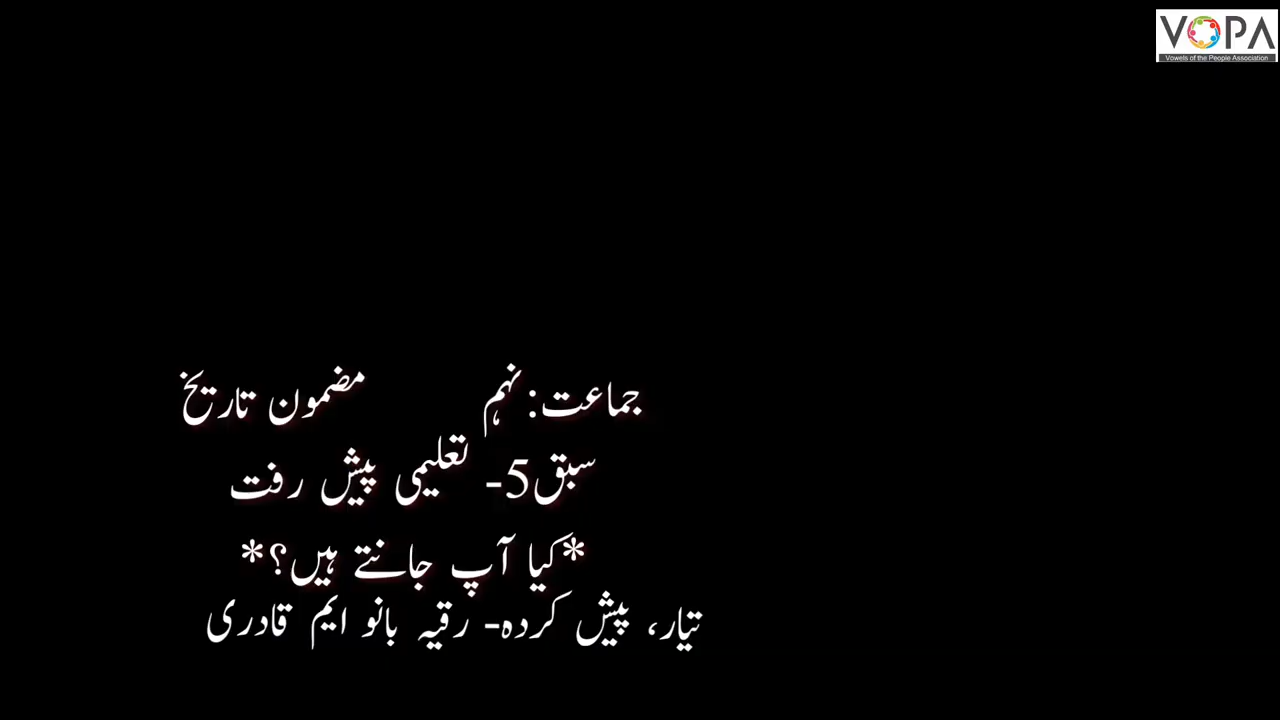 VOPA
Vowels of the People Association
جماعت:نہم مضمون تاریخ
سبق5- تعلیمی پیش رفت
*کیا آپ جانتے ہیں؟*
تیار، پیش کردہ- رقیہ بانو ایم قادری